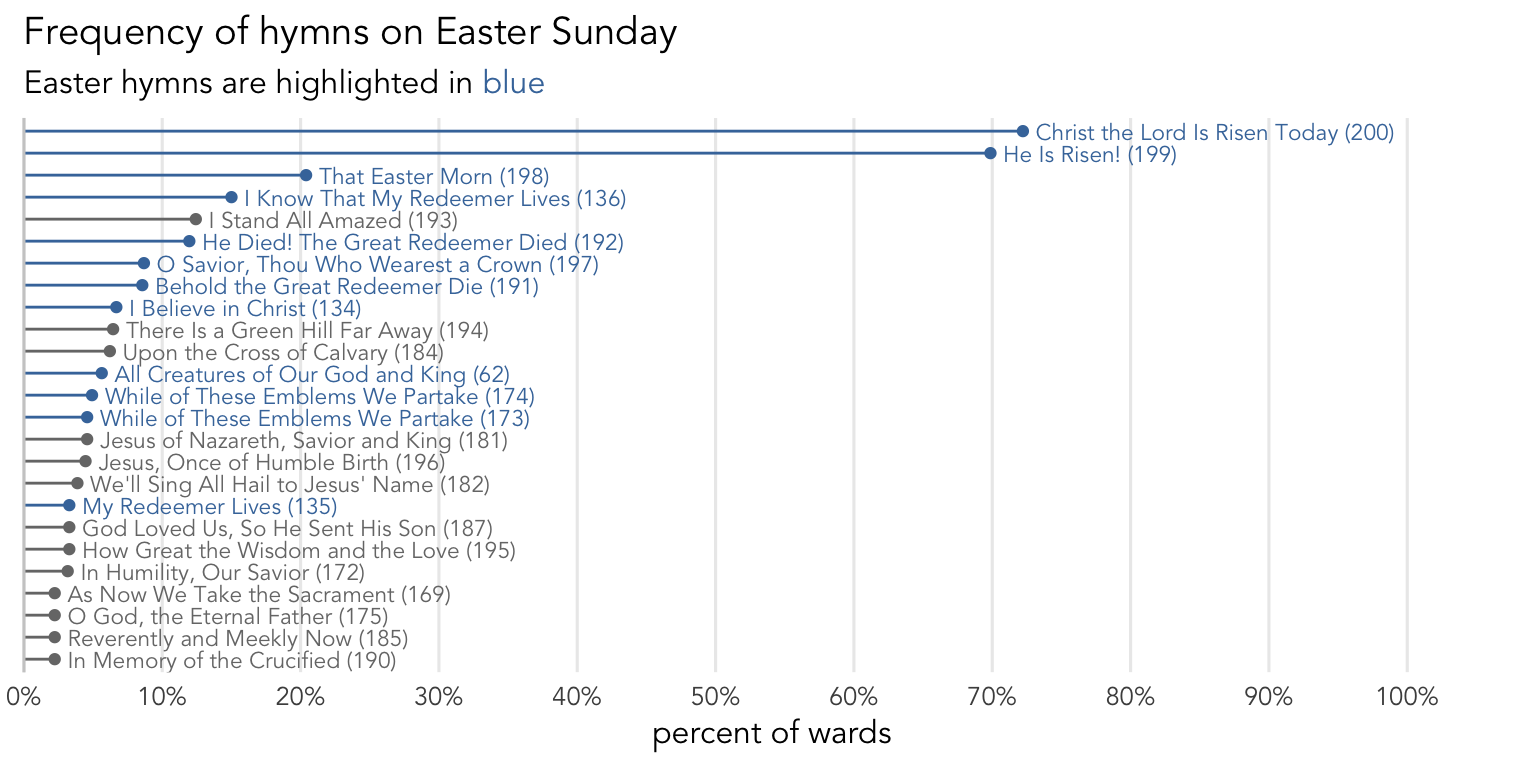 Frequency of hymns on Easter Sunday
Easter hymns are highlighted in blue
Christ the Lord Is Risen Today (200)
He Is Risen! (199)
That Easter Morn (198)
I Know That My Redeemer Lives (136)
I Stand All Amazed (193)
He Died! The Great Redeemer Died (192)
O Savior, Thou Who Wearest a Crown (197)
Behold the Great Redeemer Die (191)
I Believe in Christ (134)
There Is a Green Hill Far Away (194)
Upon the Cross of Calvary (184)
All Creatures of Our God and King (62)
While of These Emblems We Partake (174)
While of These Emblems We Partake (173)
Jesus of Nazareth, Savior and King (181)
Jesus, Once of Humble Birth (196)
We'll Sing All Hail to Jesus' Name (182)
My Redeemer Lives (135)
God Loved Us, So He Sent His Son (187)
How Great the Wisdom and the Love (195)
In Humility, Our Savior (172)
As Now We Take the Sacrament (169)
O God, the Eternal Father (175)
Reverently and Meekly Now (185)
In Memory of the Crucified (190)
0% 10% 20% 30% 40% 50% 60% 70% 80% 90% 100%
percent of wards